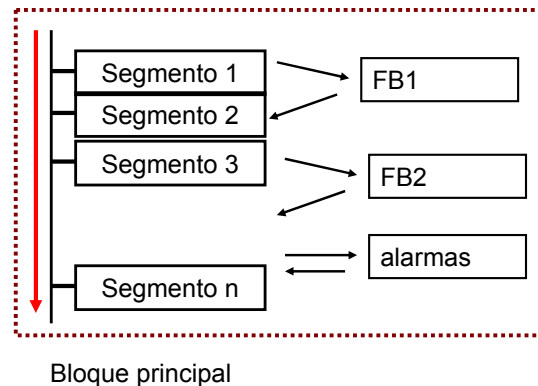 Segmento 1
FB1
Segmento 2
Segmento 3
FB2
alarmas
Segmento n
Bloque principal